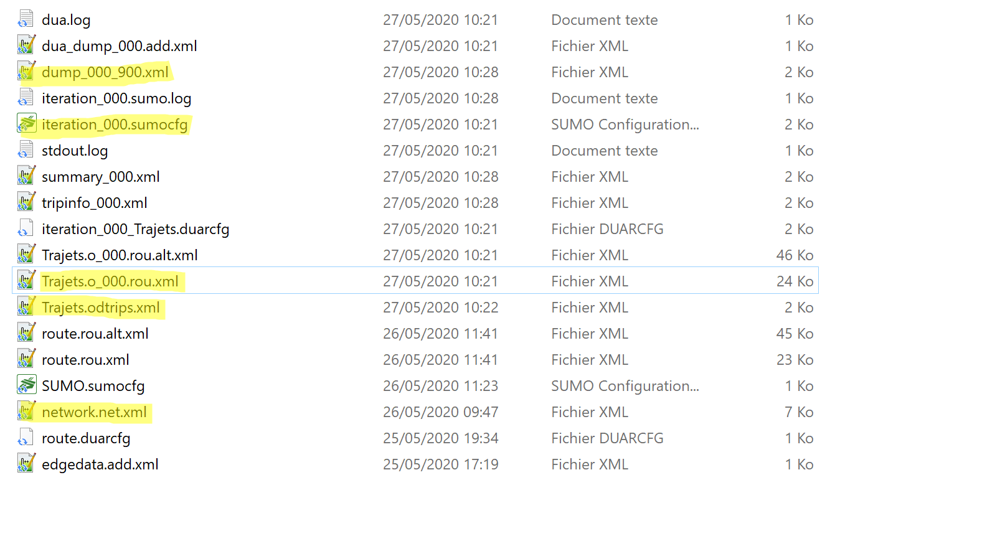 dua.log 27/05/2020 10:21 Document texte 1 Ko
dua_dump_000.add.xml 27/05/2020 10:21 Fichier XML 1 Ko
dump_000_900.xml 27/05/2020 10:28 Fichier XML 2 Ko
iteration_000.sumo.log 27/05/2020 10:28 Document texte 1 Ko
iteration_000.sumocfg 27/05/2020 10:21 SUMO Configuration... 2 Ko
stdout.log 27/05/2020 10:21 Document texte 1 Ko
summary_000.xml 27/05/2020 10:28 Fichier XML 2 Ko
tripinfo_000.xml 27/05/2020 10:28 Fichier XML 2 Ko
iteration_000_Trajets.duarcfg 27/05/2020 10:21 Fichier DUARCFG 2 Ko
Trajets.o_000.rou.alt.xml 27/05/2020 10:21 Fichier XML 46 Ko
Trajets.o_000.rou.xml 27/05/2020 10:21 Fichier XML 24 Ko
Trajets.odtrips.xml 27/05/2020 10:22 Fichier XML 2 Ko
route.rou.alt.xml 26/05/2020 11:41 Fichier XML 45 Ko
route.rou.xml 26/05/2020 11:41 Fichier XML 23 Ko
SUMO.sumocfg 26/05/2020 11:23 SUMO Configuration... 1 Ko
network.net.xml 26/05/2020 09:47 Fichier XML 7 Ko
route.duarcfg 25/05/2020 19:34 Fichier DUARCFG 1 Ko
edgedata.add.xml 25/05/2020 17:19 Fichier XML 1 Ko